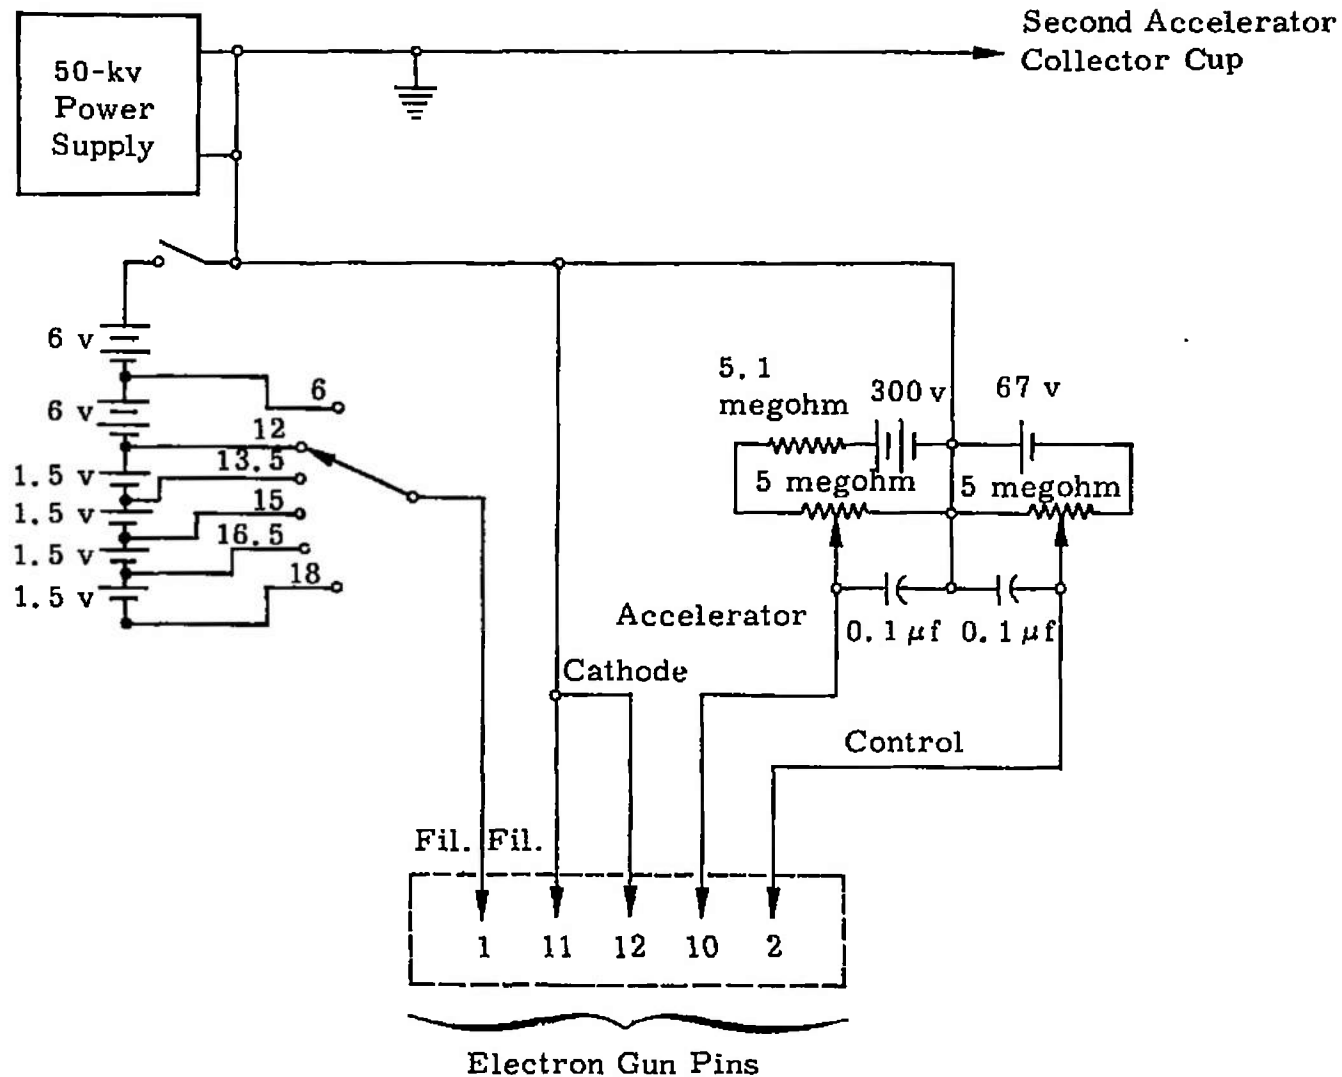 Second Accelerator
Collector Cup
50-kv
Power
Supply
6 v
6 v
1.5 v
1.5 v
1.5 v
1.5 v
6
12
13.5
15
16.5
18
5.1
megohm
300 v
67 v
5 megohm
5 megohm
0.1 μf
0.1 μf
Accelerator
Cathode
Control
Fil.
Fil.
1
11
12
10
2
Electron Gun Pins